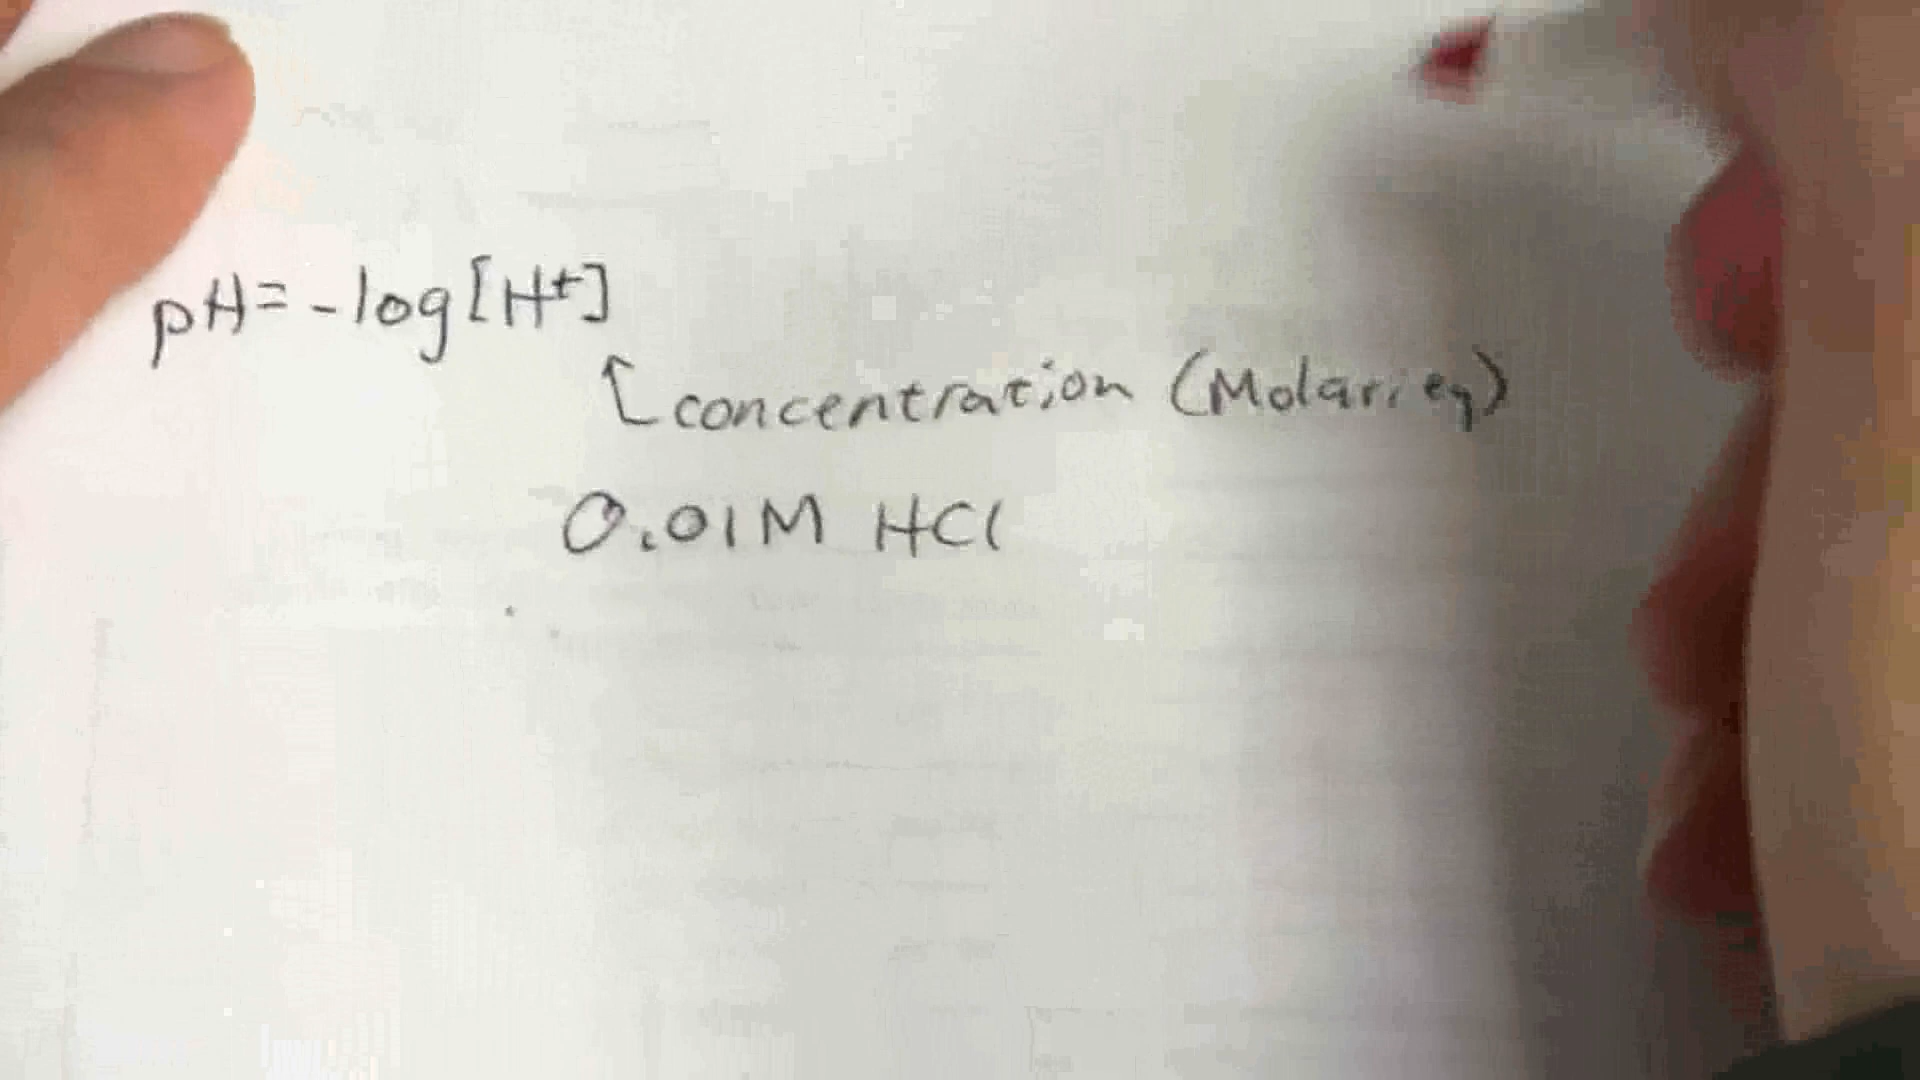 pH = -log[H+]
concentration (Molarity)
0.01M HCl